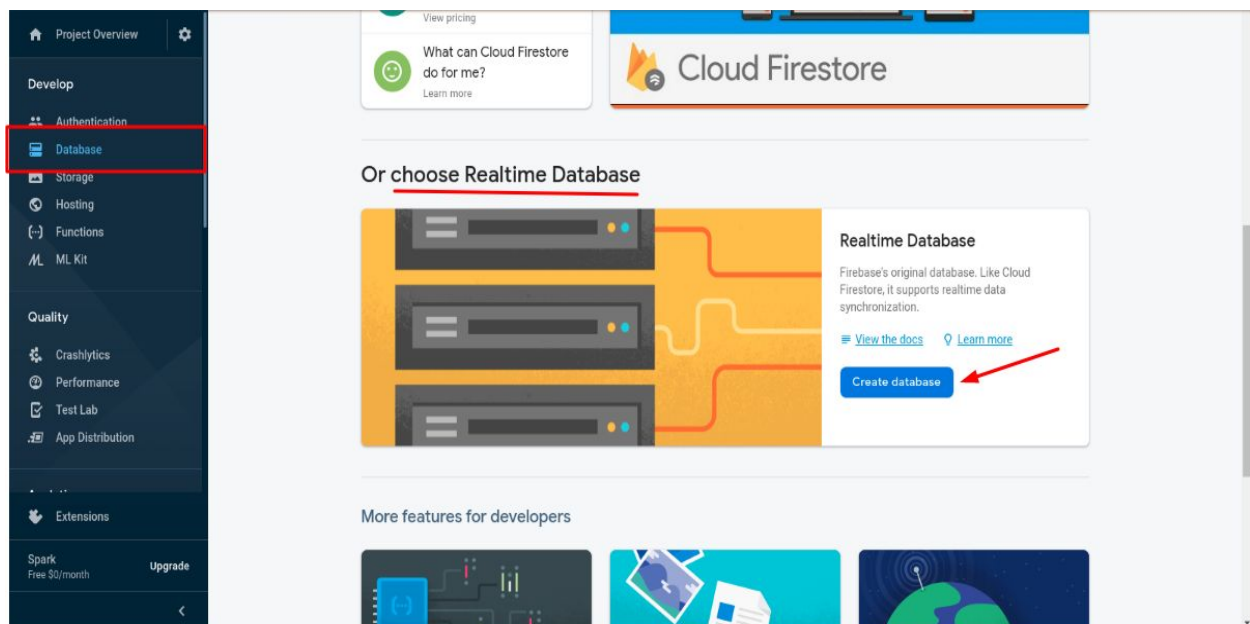 Project Overview
Develop
Authentication
Database
Storage
Hosting
Functions
ML Kit
Quality
Crashlytics
Performance
Test Lab
App Distribution
Extensions
Spark
Free $0/month
Upgrade
View pricing
What can Cloud Firestore
do for me?
Learn more
Cloud Firestore
Or choose Realtime Database
Realtime Database
Firebase's original database. Like Cloud
Firestore, it supports realtime data
synchronization.
View the docs Learn more
Create database
More features for developers